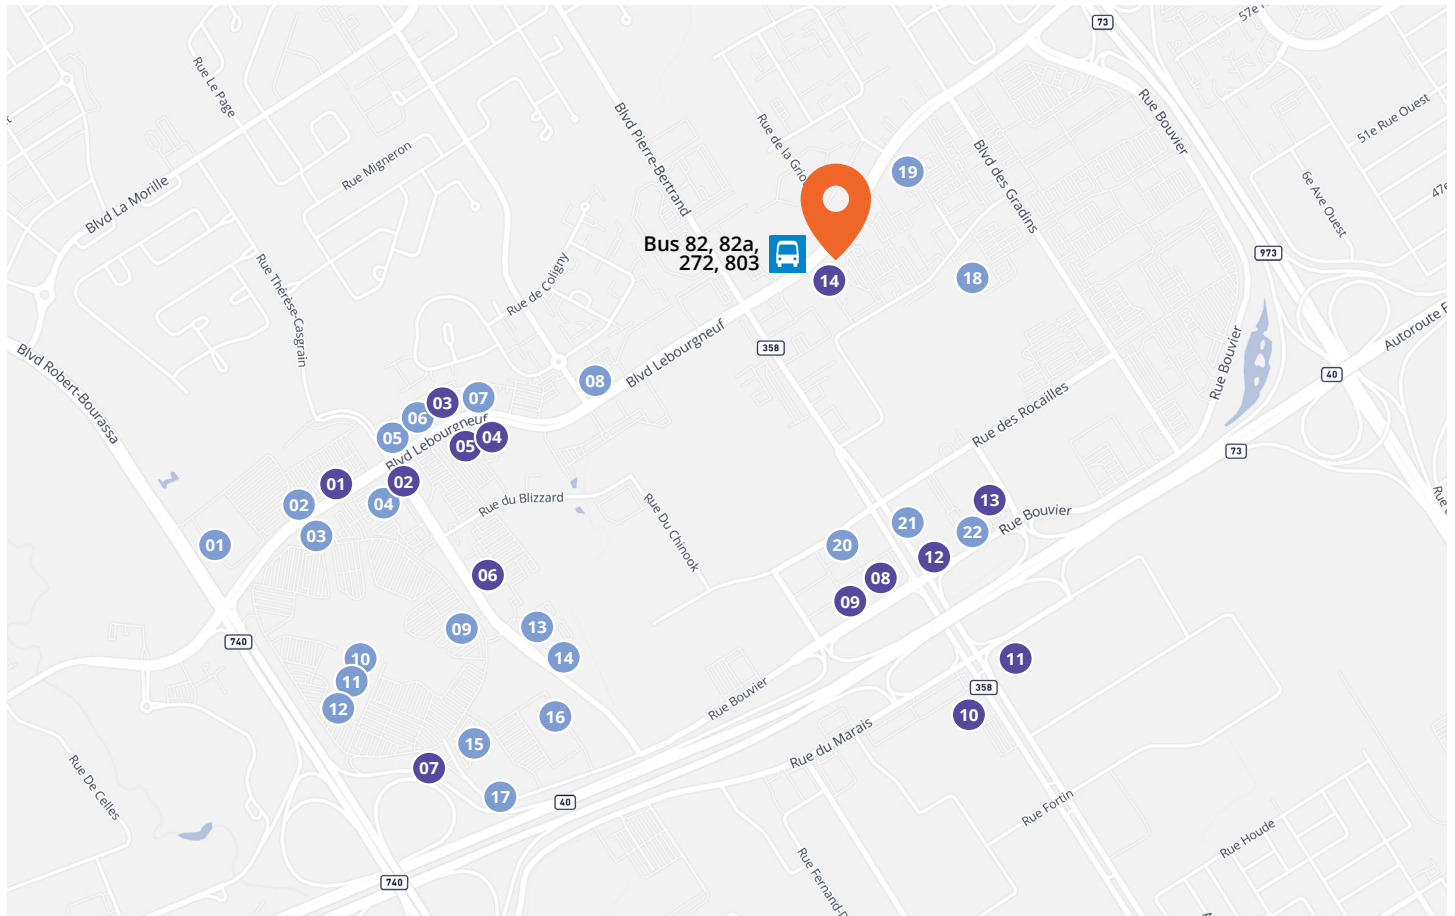 73
57e
Rue Le Page
Rue Bouvier
51e Rue Ouest
Blvd Pierre-Bertrand
Rue de la Grio
Blvd des Gradins
Rue Migneron
19
6e Ave Ouest
47e
Blvd La Morille
Bus 82, 82a,
272, 803
973
14
18
Rue Thérèse-Casgrain
Rue de Coligny
Autoroute F
Blvd Robert-Bourassa
358
Blvd Lebourgneuf
Rue Bouvier
40
08
03
07
06
05
Blvd Lebourgneuf
04
05
Rue des Rocailles
73
01
02
02
04
Rue du Blizzard
Rue Du Chinook
13
Rue Bouvier
Rue
03
01
20
21
22
12
06
08
09
09
13
740
10
14
11
11
12
358
Rue Bouvier
16
10
15
Rue du Marais
07
17
40
Rue De Celles
Rue Fortin
Rue Houde
740
Rue Fernand-